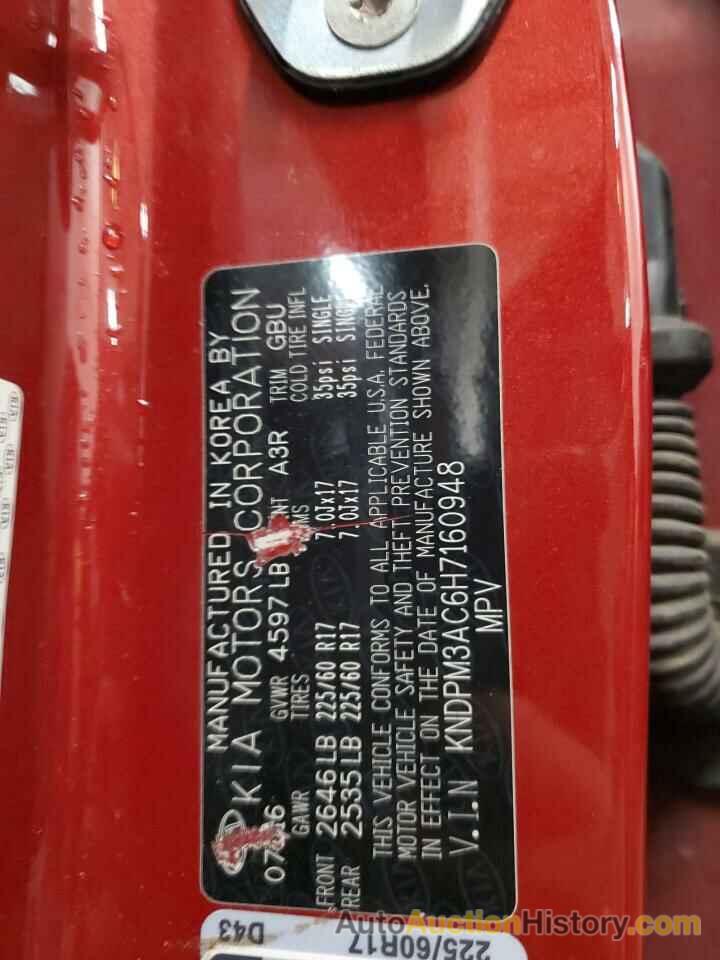 MANUFACTURED IN KOREA BY
KIA MOTORS CORPORATION
GVWR 4597 LB A3R TRIM GBU
GAWR TIRES COLD TIRE INFL
FRONT 2646LB 225/60 R17 7.0Jx17 35psi SINGLE
REAR 2535LB 225/60 R17 7.0Jx17 35psi SINGLE
THIS VEHICLE CONFORMS TO ALL APPLICABLE U.S.A. FEDERAL
MOTOR VEHICLE SAFETY AND THEFT PREVENTION STANDARDS
IN EFFECT ON THE DATE OF MANUFACTURE SHOWN ABOVE.
V.I.N KNDPM3AC6H7160948
MPV
D43
225/60R17
AutoAuctionHistory.com